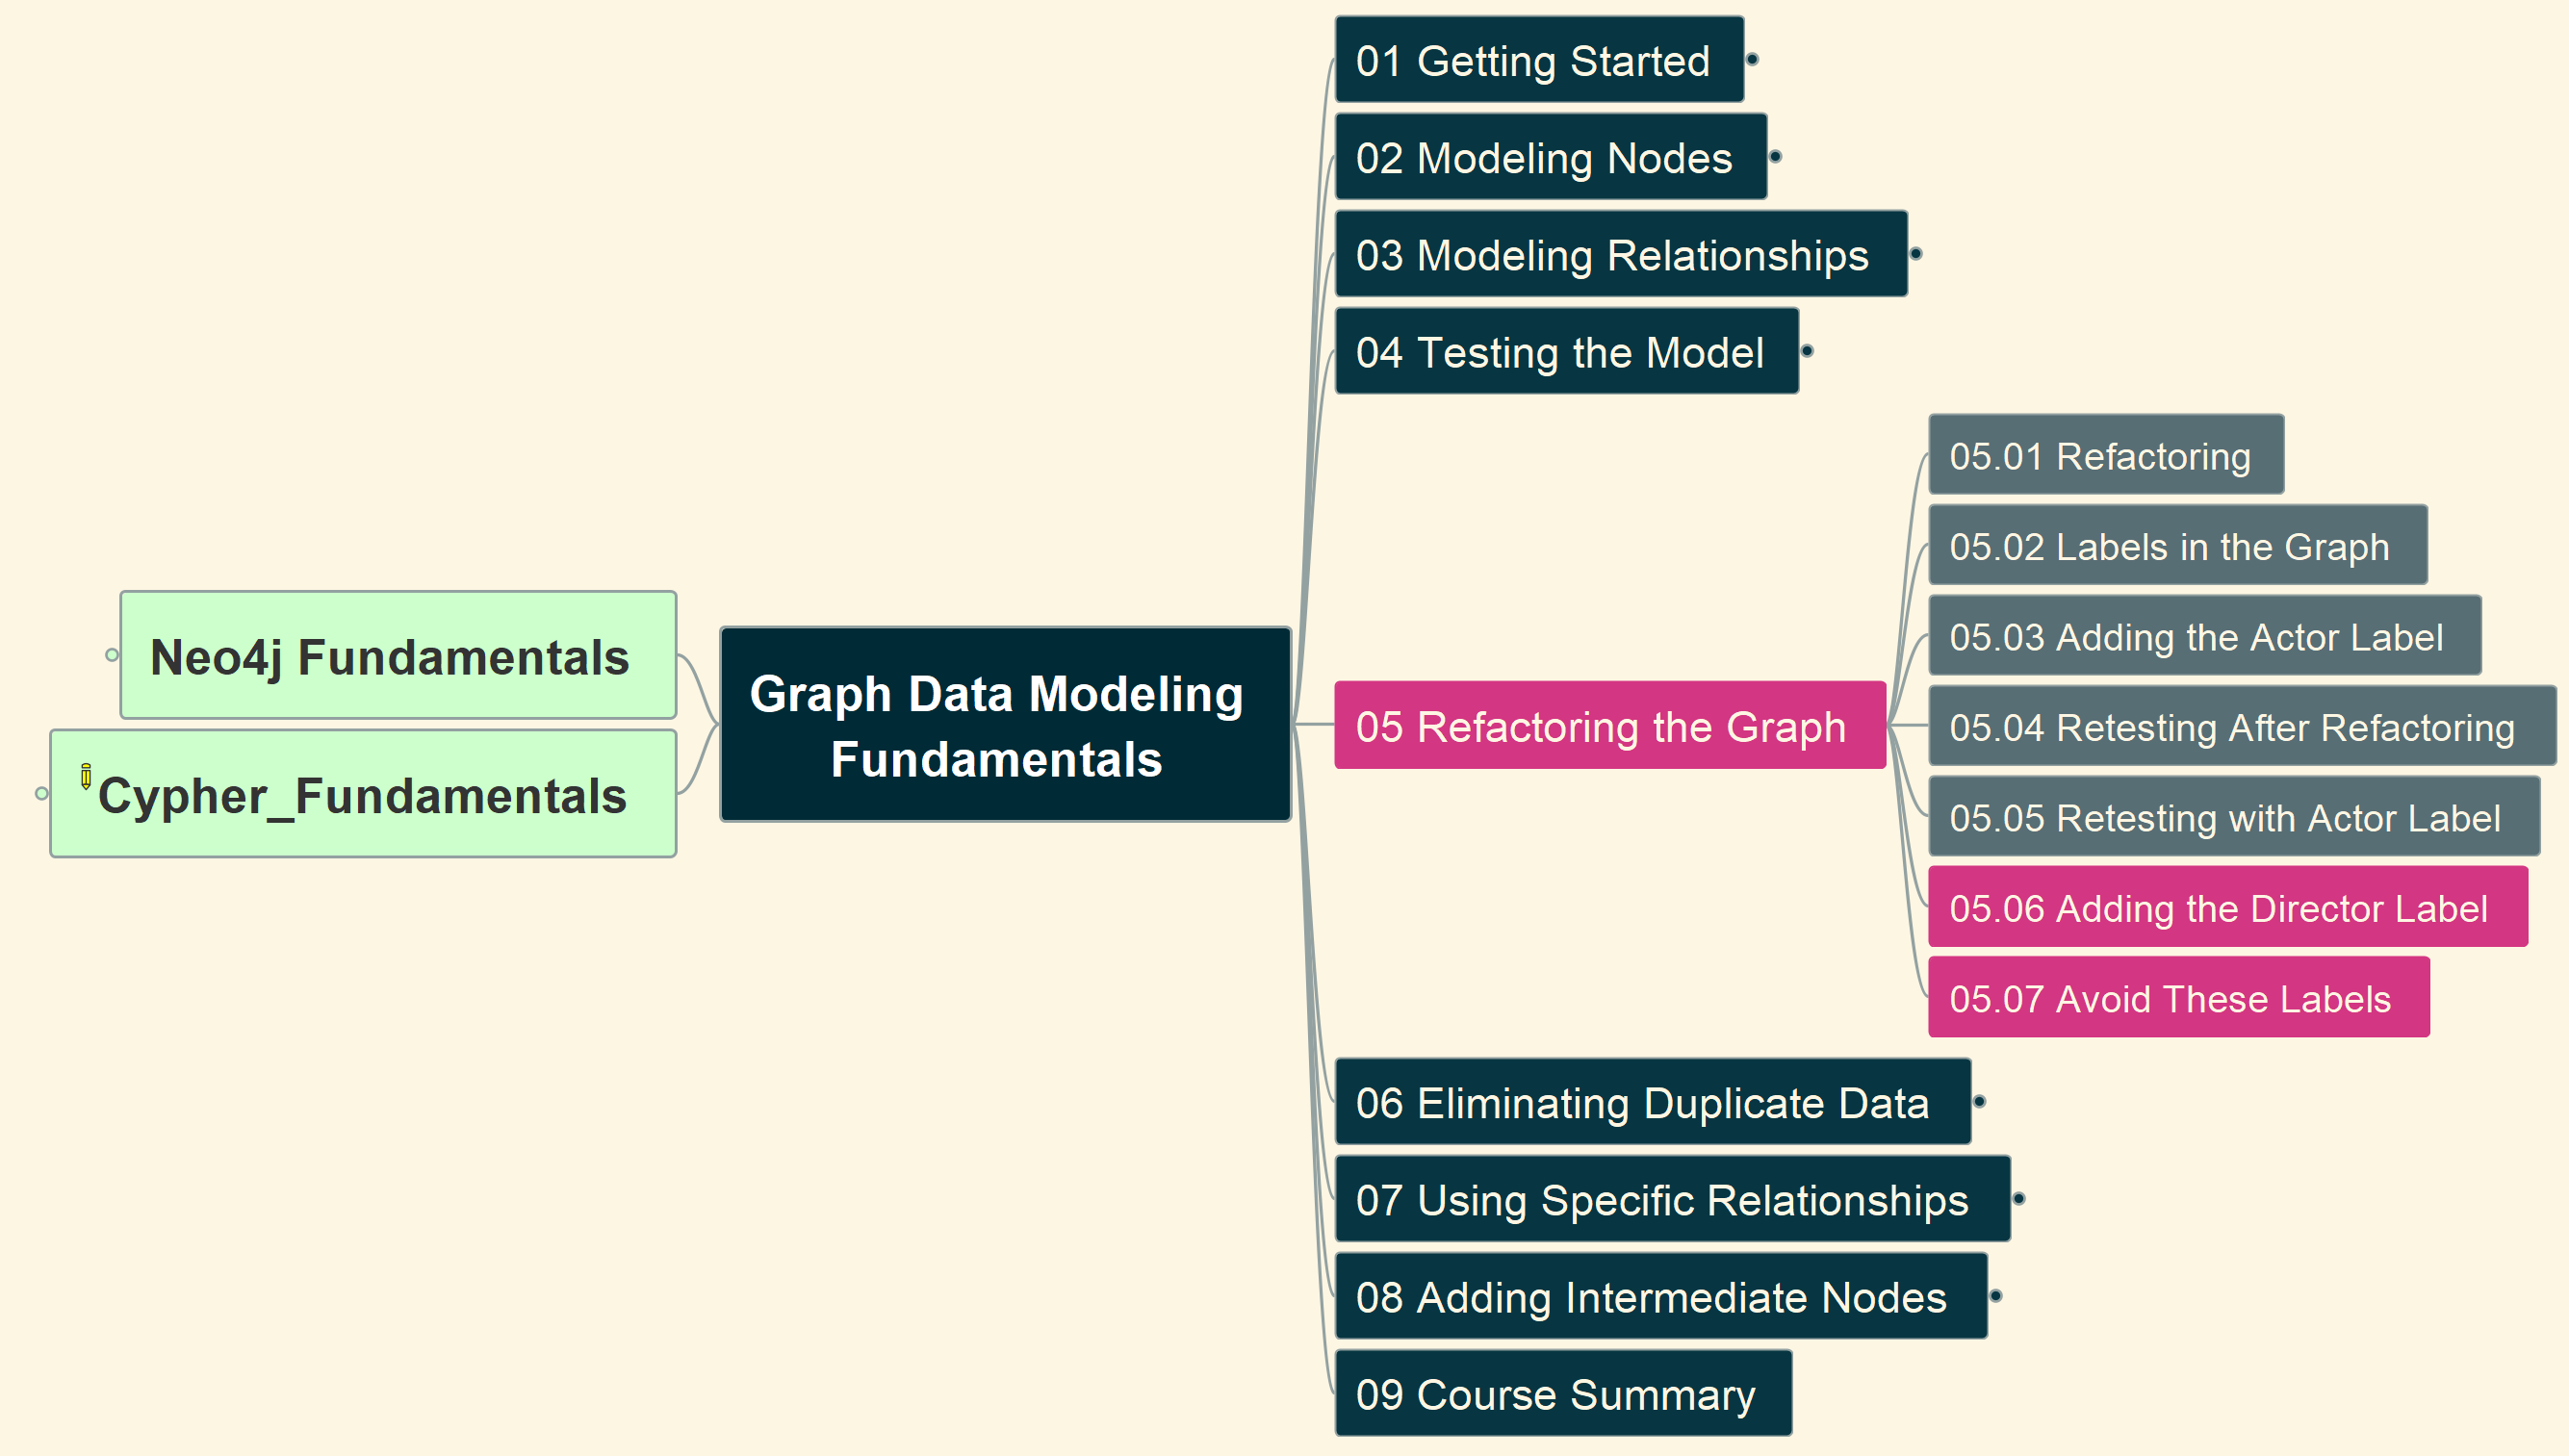 Neo4j Fundamentals
Cypher_Fundamentals
Graph Data Modeling
Fundamentals
01 Getting Started
02 Modeling Nodes
03 Modeling Relationships
04 Testing the Model
05 Refactoring the Graph
05.01 Refactoring
05.02 Labels in the Graph
05.03 Adding the Actor Label
05.04 Retesting After Refactoring
05.05 Retesting with Actor Label
05.06 Adding the Director Label
05.07 Avoid These Labels
06 Eliminating Duplicate Data
07 Using Specific Relationships
08 Adding Intermediate Nodes
09 Course Summary